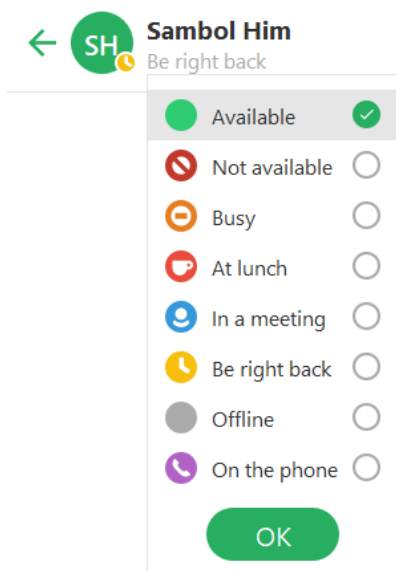 SH
Sambol Him
Be right back
Available
Not available
Busy
At lunch
In a meeting
Be right back
Offline
On the phone
OK